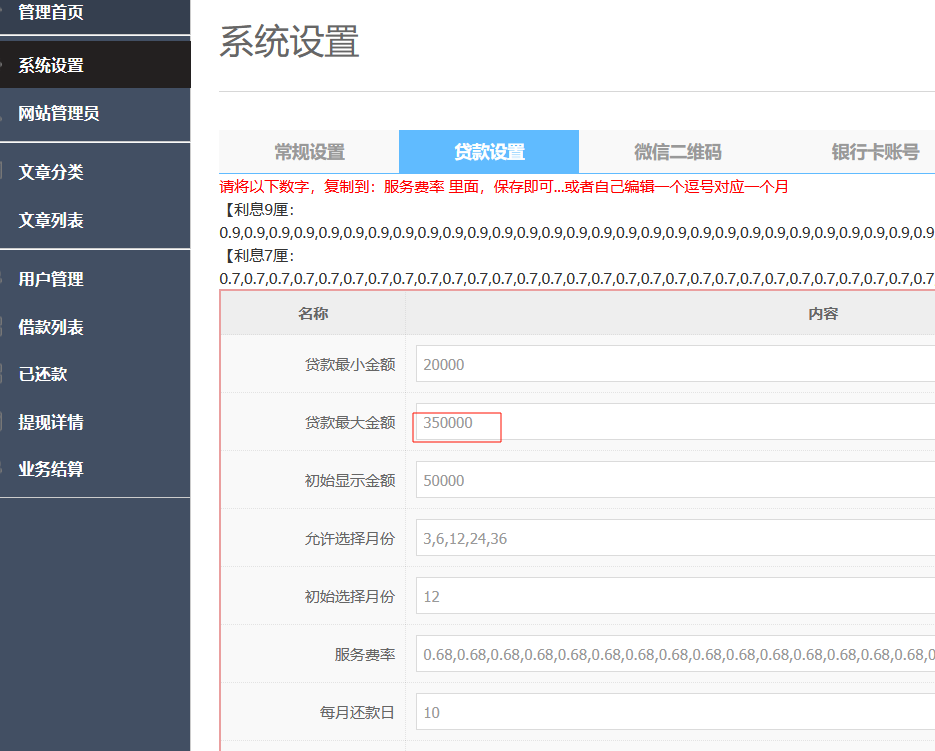 管理首页
系统设置
网站管理员
文章分类
文章列表
用户管理
借款列表
已还款
提现详情
业务结算
系统设置
常规设置 贷款设置 微信二维码 银行卡账号
请将以下数字，复制到：服务费率 里面，保存即可...或者自己编辑一个逗号对应一个月
【利息9厘：
0.9,0.9,0.9,0.9,0.9,0.9,0.9,0.9,0.9,0.9,0.9,0.9,0.9,0.9,0.9,0.9,0.9,0.9,0.9,0.9,0.9,0.9,0.9,0.9,0.9,0.9,0.9,0.9,0.9
【利息7厘：
0.7,0.7,0.7,0.7,0.7,0.7,0.7,0.7,0.7,0.7,0.7,0.7,0.7,0.7,0.7,0.7,0.7,0.7,0.7,0.7,0.7,0.7,0.7,0.7,0.7,0.7,0.7,0.7,0.7
名称 内容
贷款最小金额 20000
贷款最大金额 350000
初始显示金额 50000
允许选择月份 3,6,12,24,36
初始选择月份 12
服务费率 0.68,0.68,0.68,0.68,0.68,0.68,0.68,0.68,0.68,0.68,0.68,0.68,0.68,0.68,0.68,0
每月还款日 10